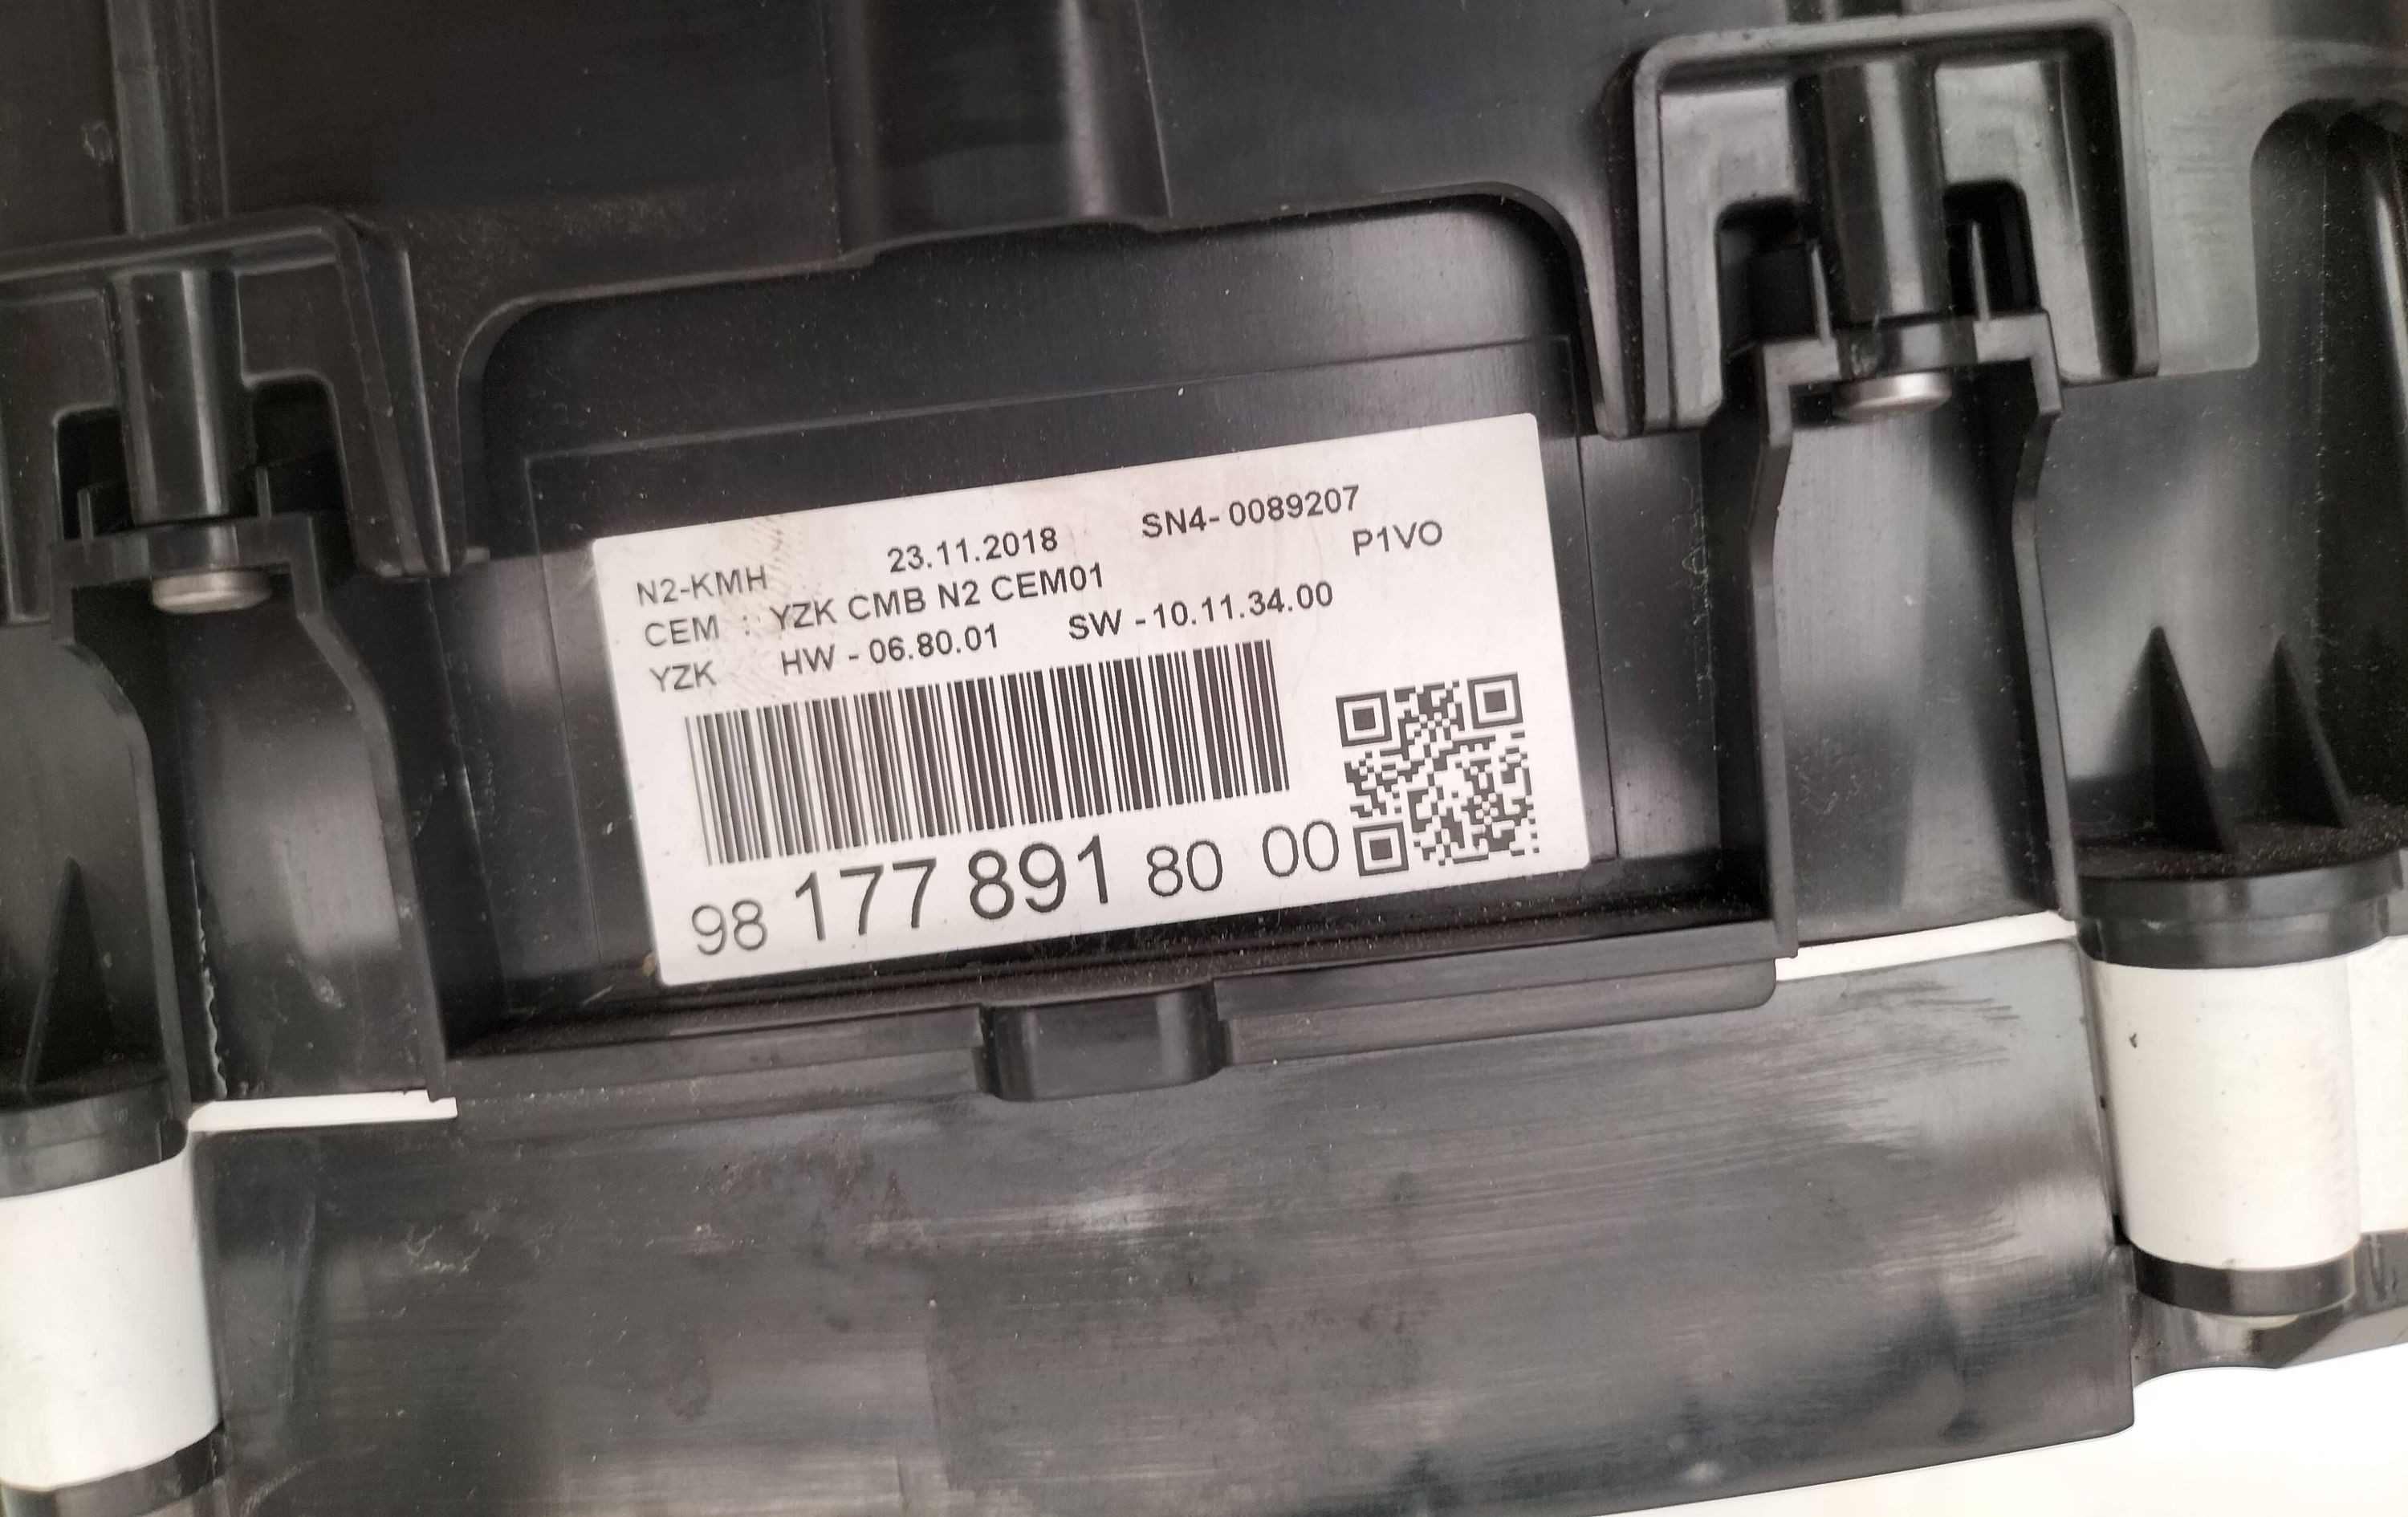 N2-KMH 23.11.2018 SN4- 0089207
CEM : YZK CMB N2 CEM01 P1VO
YZK HW - 06.80.01 SW -10.11.34.00
98 177 891 80 00